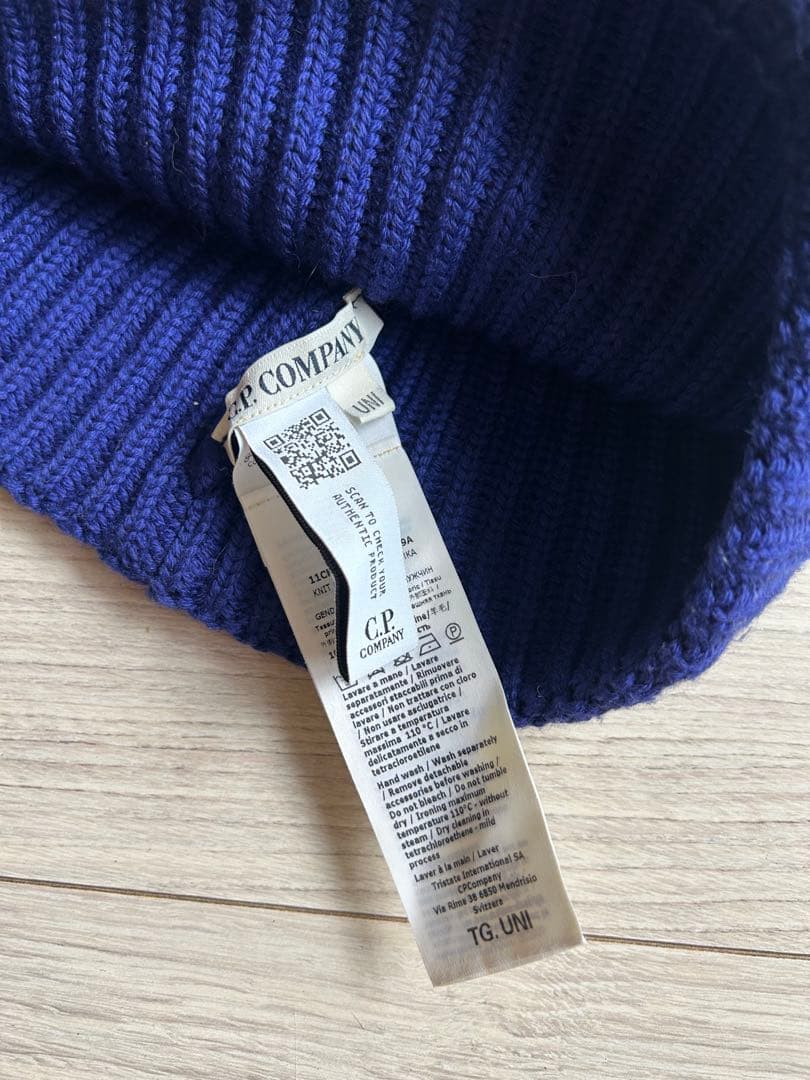 C.P. COMPANY
UNI
SCAN TO CHECK YOUR
AUTHENTIC PRODUCT
C.P.
COMPANY
9A
KNIT
Lavare a mano / Lavare
separatamente / Rimuovere
accessori staccabili prima di
lavare / Non trattare con cloro
/ Non usare asciugatrice /
Stirare a temperatura
massima 110 °C / Lavare
delicatamente a secco in
tetracloroetilene
Hand wash / Wash separately
/ Remove detachable
accessories before washing /
Do not bleach / Do not tumble
dry / Ironing maximum
temperature 110°C - without
steam / Dry cleaning in
tetrachloroethene - mild
process
Laver à la main / Laver
Tristate International SA
CPCompany
Via Rime 38 6850 Mendrisio
Svizzera
TG. UNI